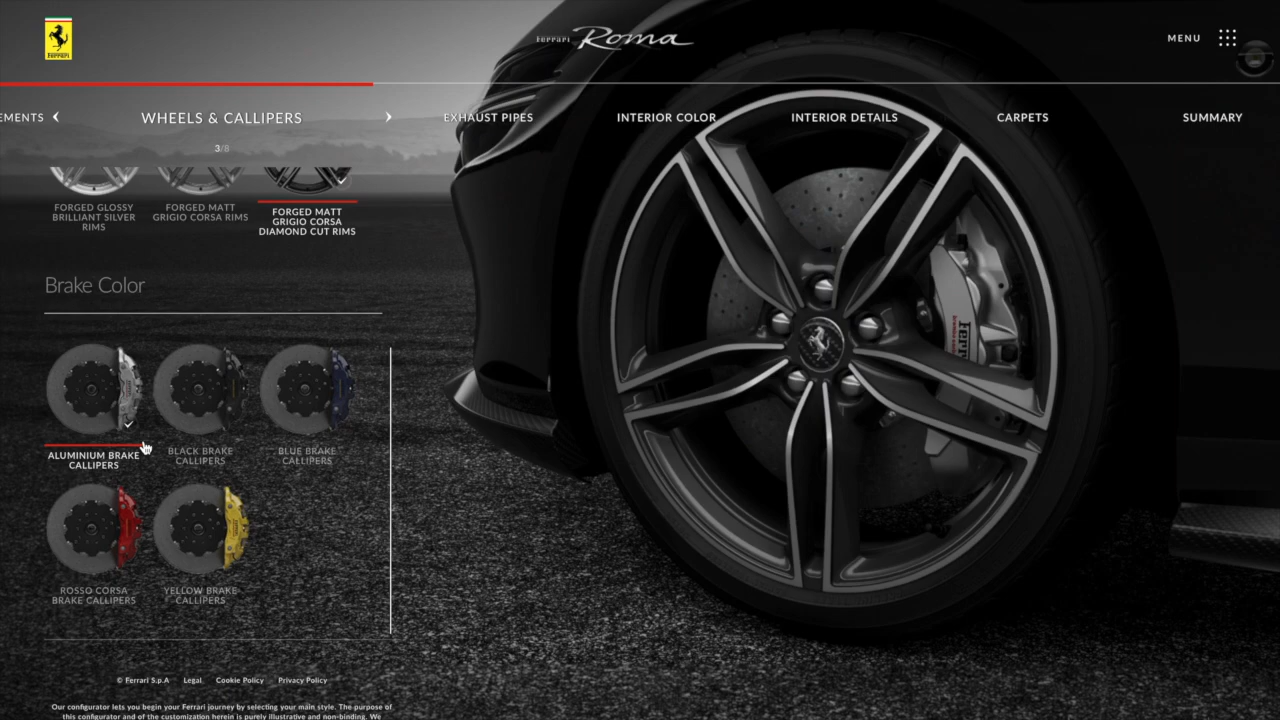 Ferrari
Ferrari Roma
MENU
EMENTS
WHEELS & CALLIPERS
EXHAUST PIPES
INTERIOR COLOR
INTERIOR DETAILS
CARPETS
SUMMARY
3/8
FORGED GLOSSY
BRILLIANT SILVER
RIMS
FORGED MATT
GRIGIO CORSA RIMS
FORGED MATT
GRIGIO CORSA
DIAMOND CUT RIMS
Brake Color
ALUMINIUM BRAKE
CALLIPERS
BLACK BRAKE
CALLIPERS
BLUE BRAKE
CALLIPERS
ROSSO CORSA
BRAKE CALLIPERS
YELLOW BRAKE
CALLIPERS
Ferr
© Ferrari S.p.A
Legal
Cookie Policy
Privacy Policy
Our configurator lets you begin your Ferrari journey by selecting your main style. The purpose of
this configurator and of the customization herein is purely illustrative and non-binding. We